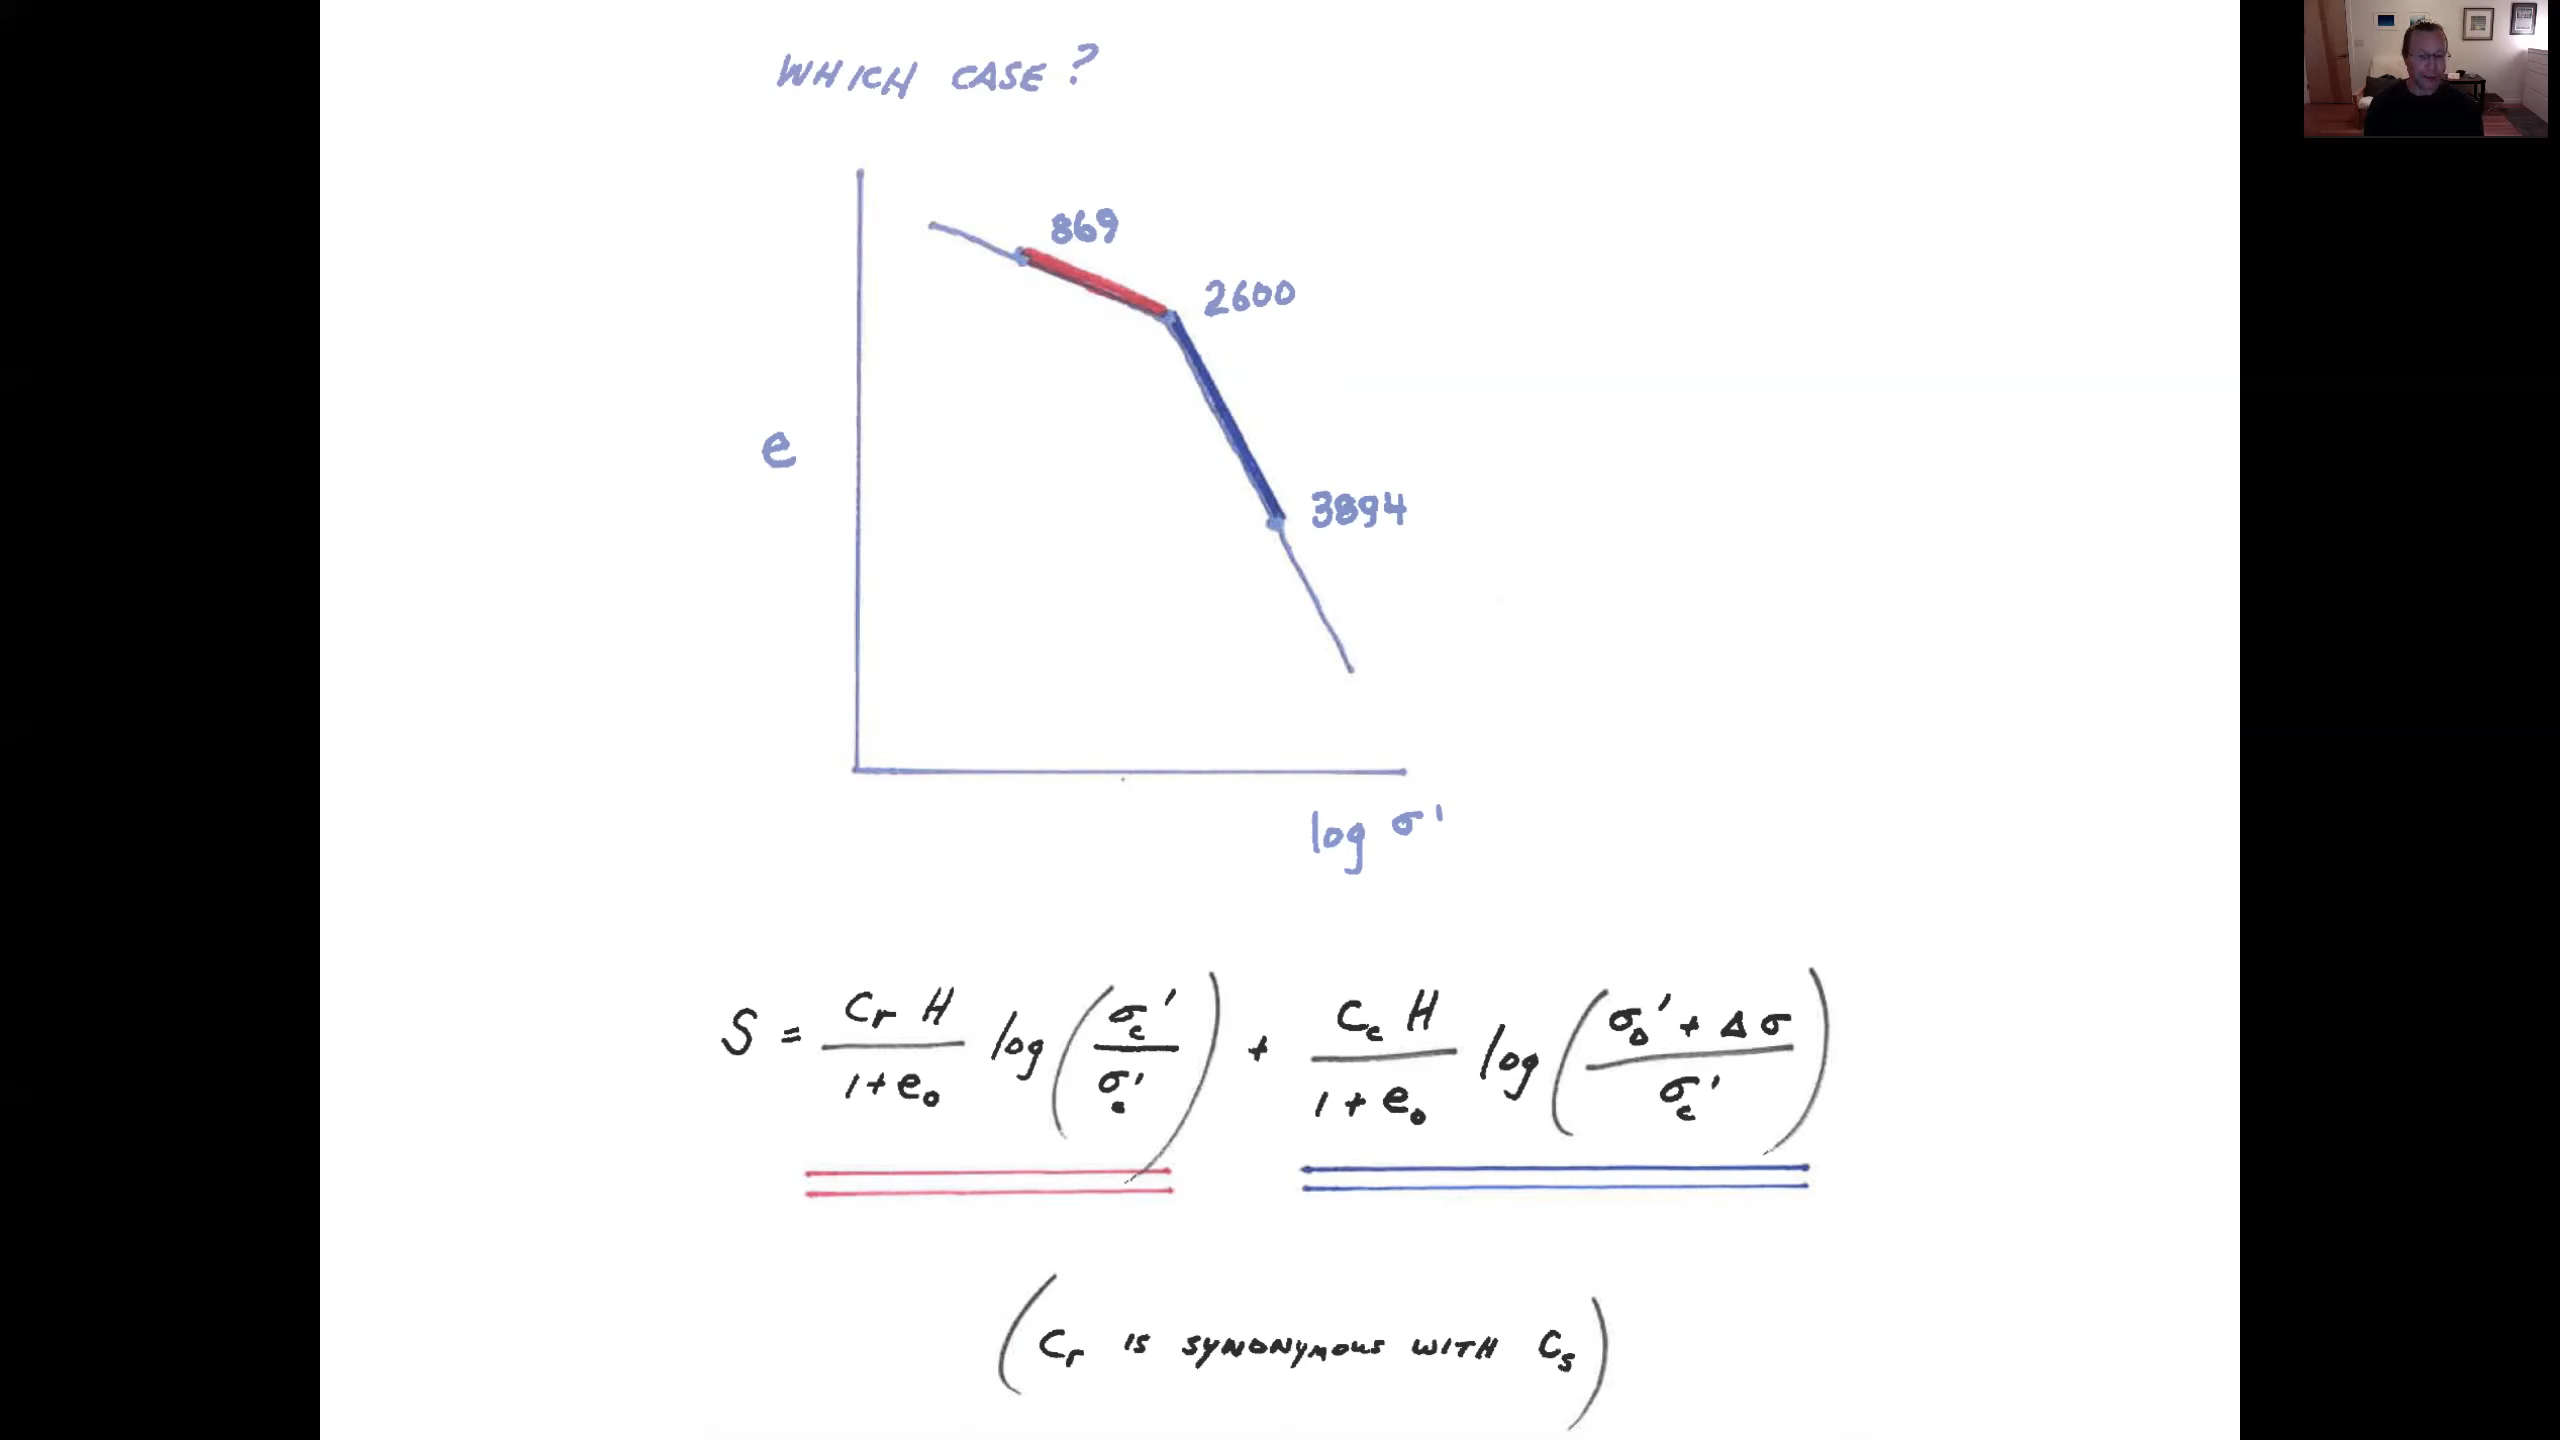 WHICH CASE?
869
2600
e
3894
log σ'
S = Cr H / 1 + e₀ log (σc' / σ₀') + Cc H / 1 + e₀ log (σ₀' + Δσ / σc')
(Cr IS SYNONYMOUS WITH Cs)